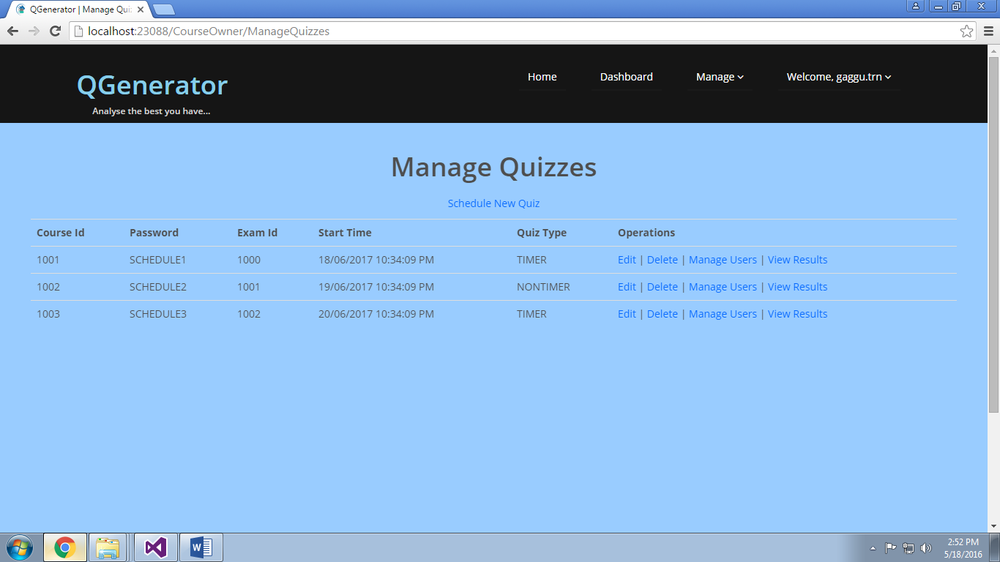 QGenerator | Manage Qui
localhost:23088/CourseOwner/ManageQuizzes
QGenerator
Analyse the best you have...
Home Dashboard Manage Welcome, gaggu.trn
Manage Quizzes
Schedule New Quiz
Course Id Password Exam Id Start Time Quiz Type Operations
1001 SCHEDULE1 1000 18/06/2017 10:34:09 PM TIMER Edit | Delete | Manage Users | View Results
1002 SCHEDULE2 1001 19/06/2017 10:34:09 PM NONTIMER Edit | Delete | Manage Users | View Results
1003 SCHEDULE3 1002 20/06/2017 10:34:09 PM TIMER Edit | Delete | Manage Users | View Results
2:52 PM
5/18/2016